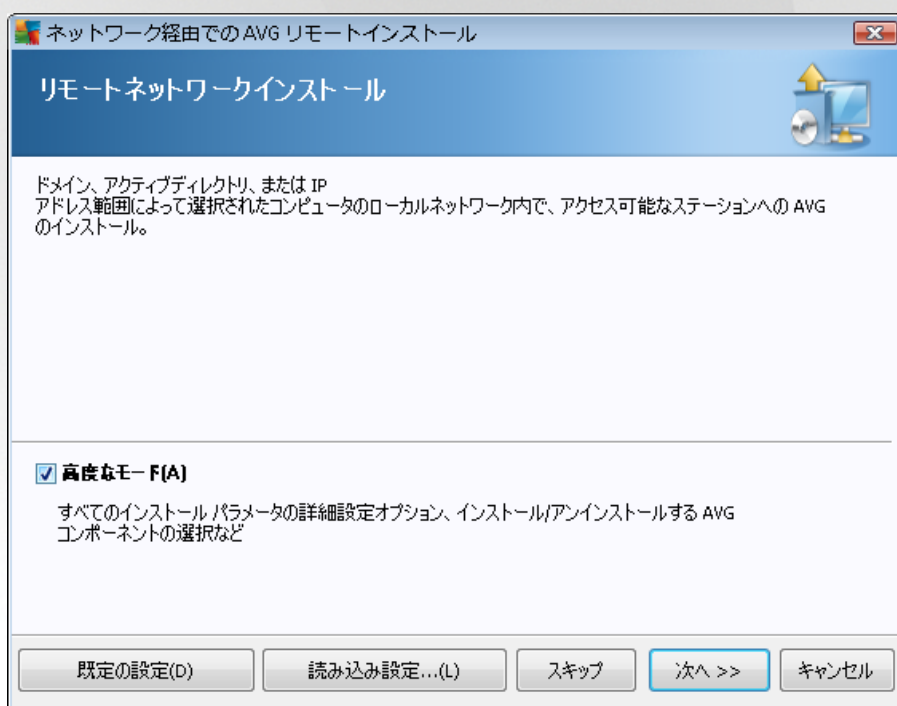 ネットワーク経由での AVG リモートインストール
リモートネットワークインストール
ドメイン、アクティブディレクトリ、または IP
アドレス範囲によって選択されたコンピュータのローカルネットワーク内で、アクセス可能なステーションへの AVG
のインストール。
高度なモード(A)
すべてのインストール パラメータの詳細設定オプション、インストール/アンインストールする AVG
コンポーネントの選択など
既定の設定(D)
読み込み設定...(L)
スキップ
次へ >>
キャンセル